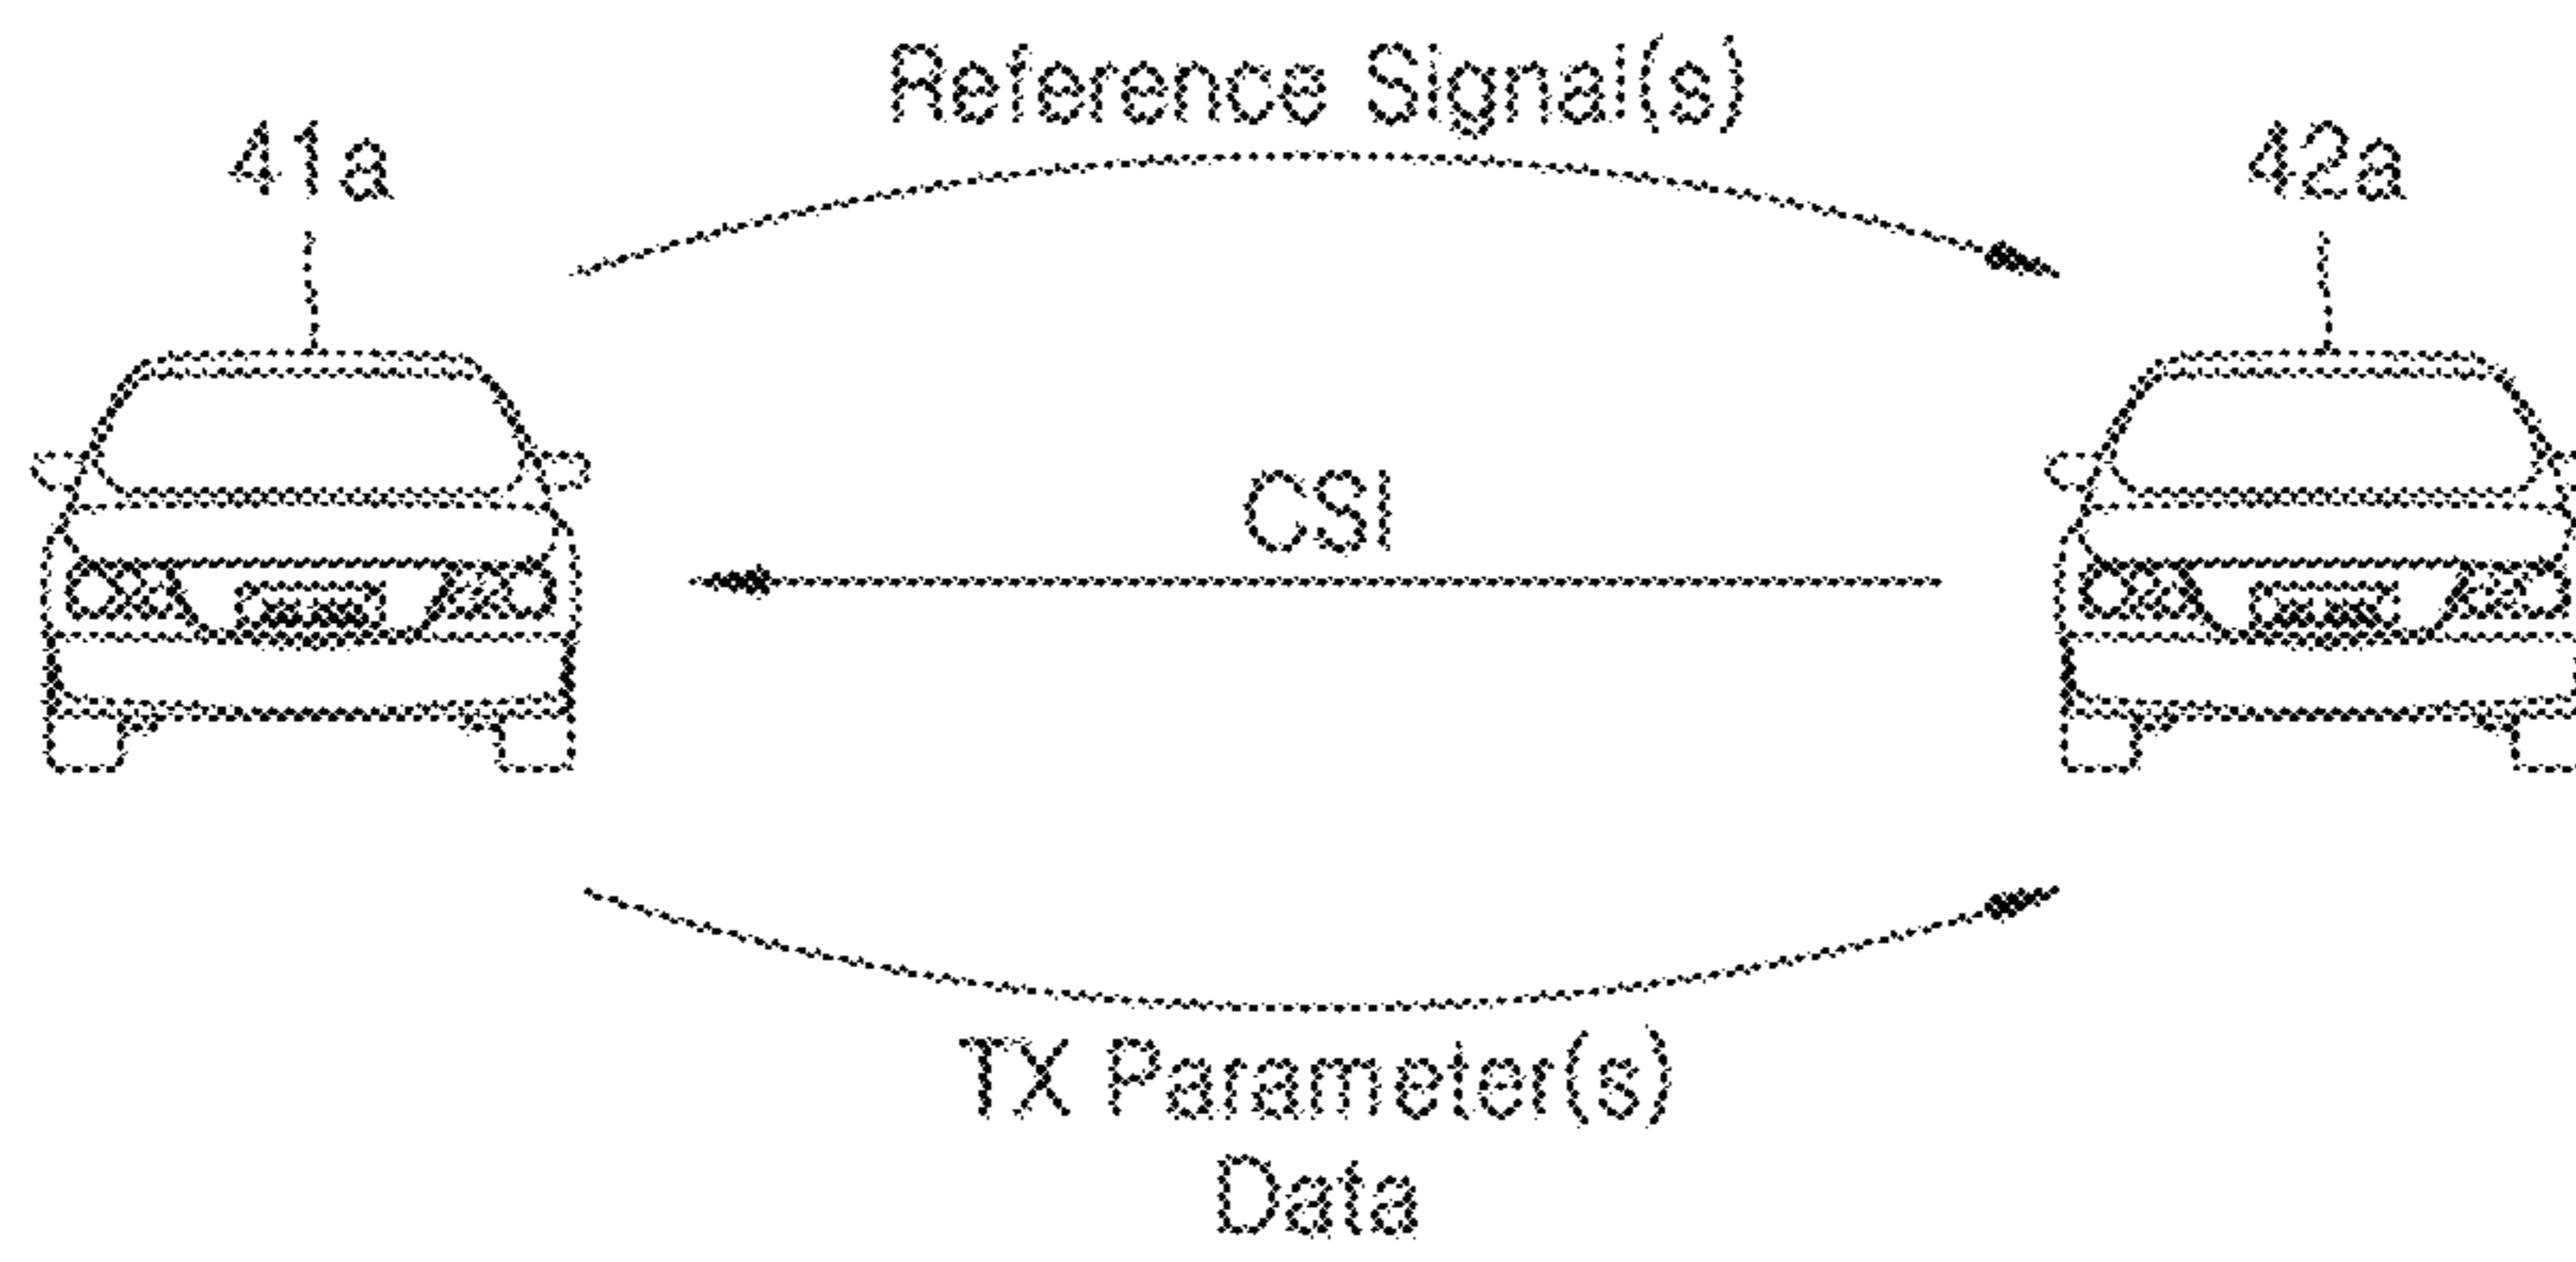 Reference Signal(s)
41a
42a
CSI
TX Parameter(s)
Data